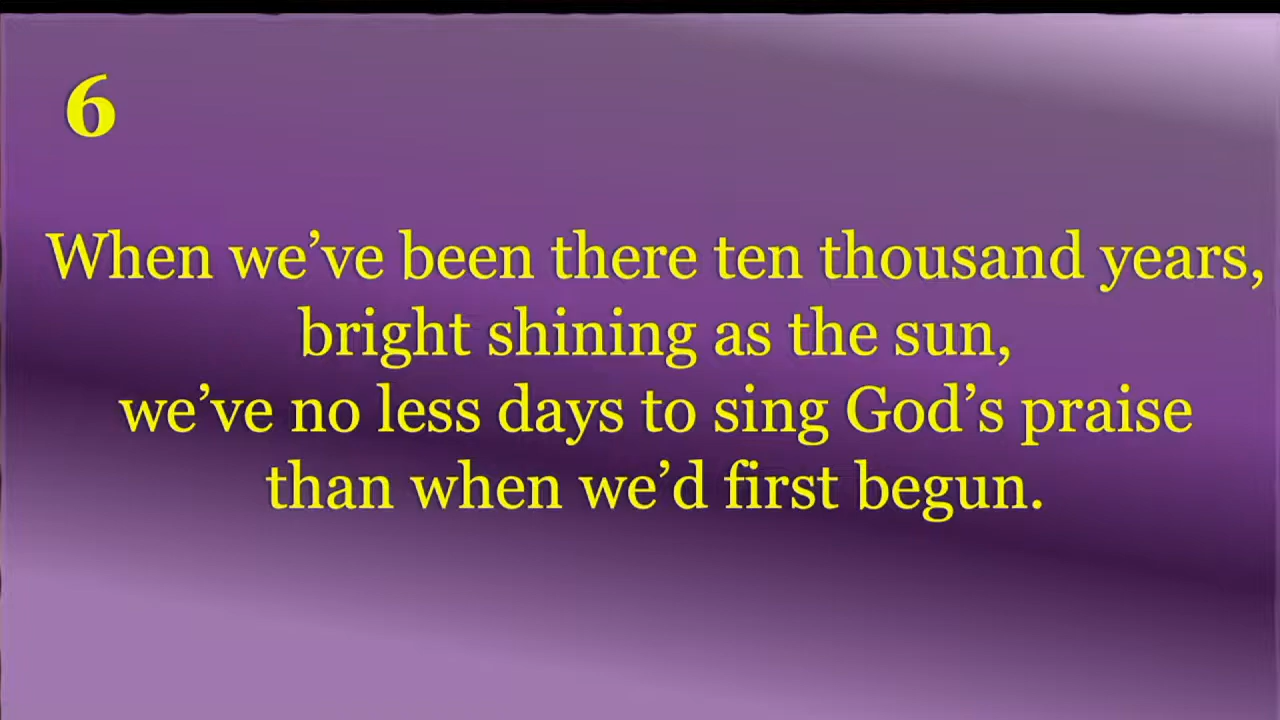 6
When we’ve been there ten thousand years,
bright shining as the sun,
we’ve no less days to sing God’s praise
than when we’d first begun.